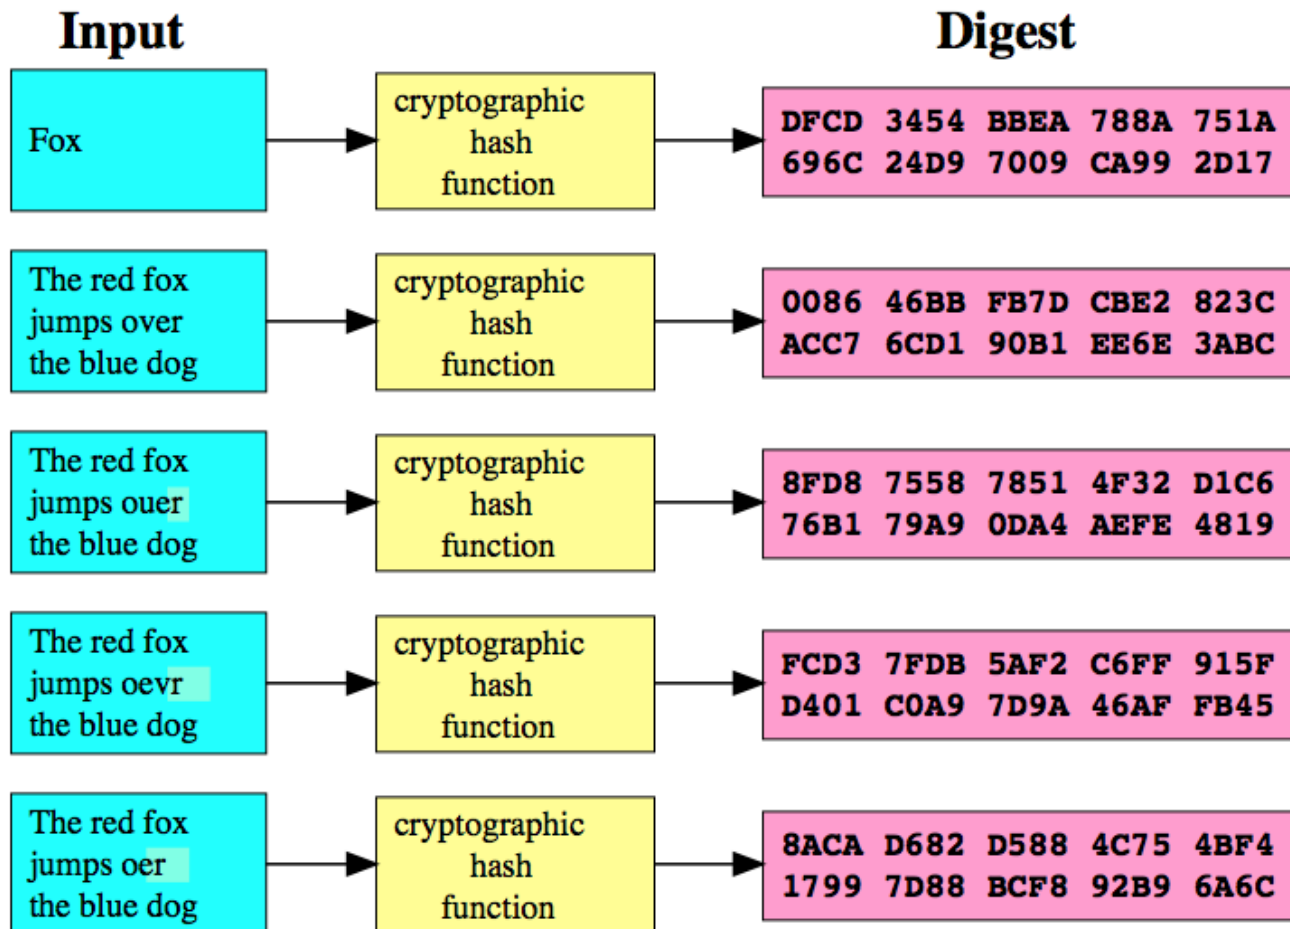 Input
Digest
Fox
cryptographic
hash
function
DFCD 3454 BBEA 788A 751A
696C 24D9 7009 CA99 2D17
The red fox
jumps over
the blue dog
cryptographic
hash
function
0086 46BB FB7D CBE2 823C
ACC7 6CD1 90B1 EE6E 3ABC
The red fox
jumps ouer
the blue dog
cryptographic
hash
function
8FD8 7558 7851 4F32 D1C6
76B1 79A9 0DA4 AEFE 4819
The red fox
jumps oevr
the blue dog
cryptographic
hash
function
FCD3 7FDB 5AF2 C6FF 915F
D401 C0A9 7D9A 46AF FB45
The red fox
jumps oer
the blue dog
cryptographic
hash
function
8ACA D682 D588 4C75 4BF4
1799 7D88 BCF8 92B9 6A6C